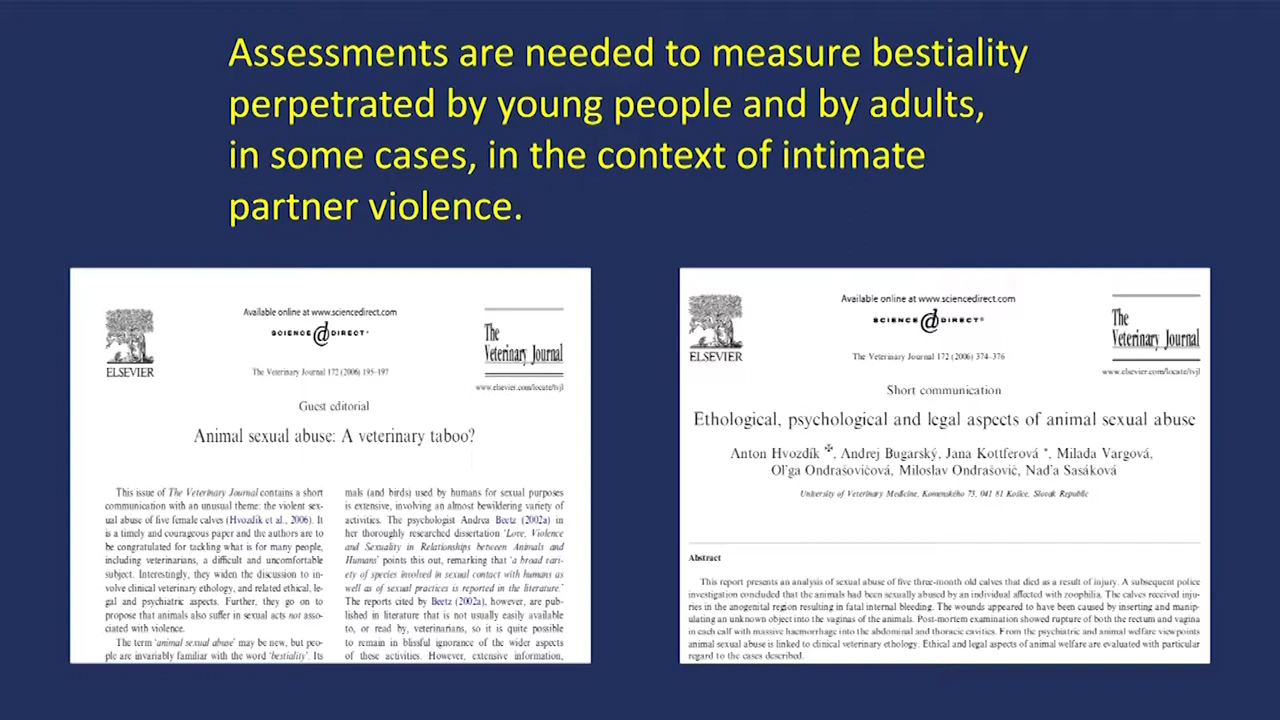 Assessments are needed to measure bestiality
perpetrated by young people and by adults,
in some cases, in the context of intimate
partner violence.
Available online at www.sciencedirect.com
SCIENCE @ DIRECT•
ELSEVIER
The
Veterinary Journal
The Veterinary Journal 172 (2006) 195–197
www.elsevier.com/locate/tvjl
Guest editorial
Animal sexual abuse: A veterinary taboo?
This issue of The Veterinary Journal contains a short
communication with an unusual theme: the violent sex-
ual abuse of five female calves (Hvozdík et al., 2006). It
is a timely and courageous paper and the authors are to
be congratulated for tackling what is for many people,
including veterinarians, a difficult and uncomfortable
subject. Interestingly, they widen the discussion to in-
volve clinical veterinary ethology, and related ethical, le-
gal and psychiatric aspects. Further, they go on to
propose that animals also suffer in sexual acts not asso-
ciated with violence.
The term ‘animal sexual abuse’ may be new, but peo-
ple are invariably familiar with the word ‘bestiality’. Its
mals (and birds) used by humans for sexual purposes
is extensive, involving an almost bewildering variety of
activities. The psychologist Andrea Beetz (2002a) in
her thoroughly researched dissertation ‘Love, Violence
and Sexuality in Relationships between Animals and
Humans’ points this out, remarking that ‘a broad vari-
ety of species involved in sexual contact with humans as
well as of sexual practices is reported in the literature.’
The reports cited by Beetz (2002a), however, are pub-
lished in literature that is not usually easily available
to, or read by, veterinarians, so it is quite possible
to remain in blissful ignorance of the wider aspects
of these activities. However, extensive information,
Available online at www.sciencedirect.com
SCIENCE @ DIRECT®
ELSEVIER
The
Veterinary Journal
The Veterinary Journal 172 (2006) 374–376
www.elsevier.com/locate/tvjl
Short communication
Ethological, psychological and legal aspects of animal sexual abuse
Anton Hvozdík ✠, Andrej Bugarský, Jana Kottferová *, Milada Vargová,
Ol’ga Ondrašovičová, Miloslav Ondrašovič, Nad’a Sasáková
University of Veterinary Medicine, Komenského 73, 041 81 Košice, Slovak Republic
Abstract
This report presents an analysis of sexual abuse of five three-month old calves that died as a result of injury. A subsequent police
investigation concluded that the animals had been sexually abused by an individual affected with zoophilia. The calves received inju-
ries in the anogenital region resulting in fatal internal bleeding. The wounds appeared to have been caused by inserting and manip-
ulating an unknown object into the vaginas of the animals. Post-mortem examination showed rupture of both the rectum and vagina
in each calf with massive haemorrhage into the abdominal and thoracic cavities. From the psychiatric and animal welfare viewpoints
animal sexual abuse is linked to clinical veterinary ethology. Ethical and legal aspects of animal welfare are evaluated with particular
regard to the cases described.